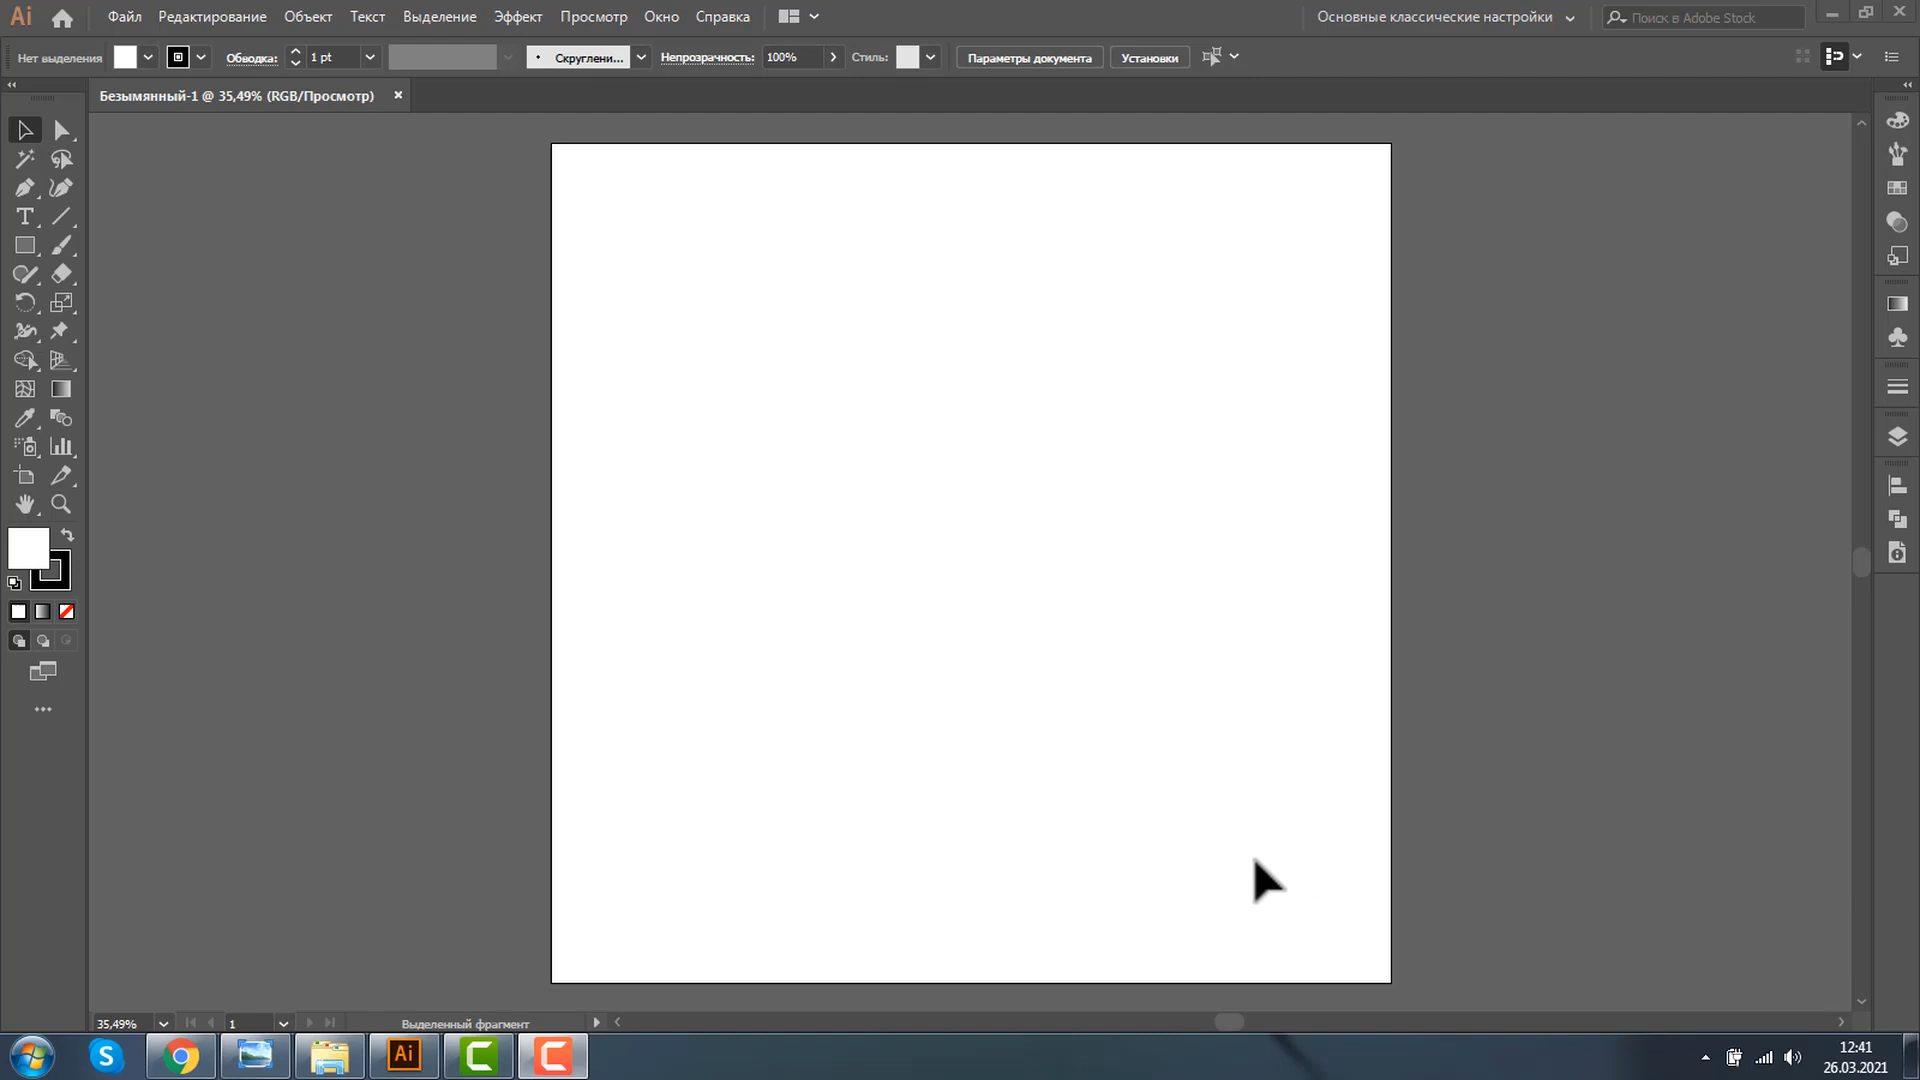 Ai Файл Редактирование Объект Текст Выделение Эффект Просмотр Окно Справка Основные классические настройки Поиск в Adobe Stock
Нет выделения Обводка: 1 pt Скруглени... Непрозрачность: 100% Стиль: Параметры документа Установки
Безымянный-1 @ 35,49% (RGB/Просмотр)
35,49% 1 Выделенный фрагмент
Ai
12:41
26.03.2021